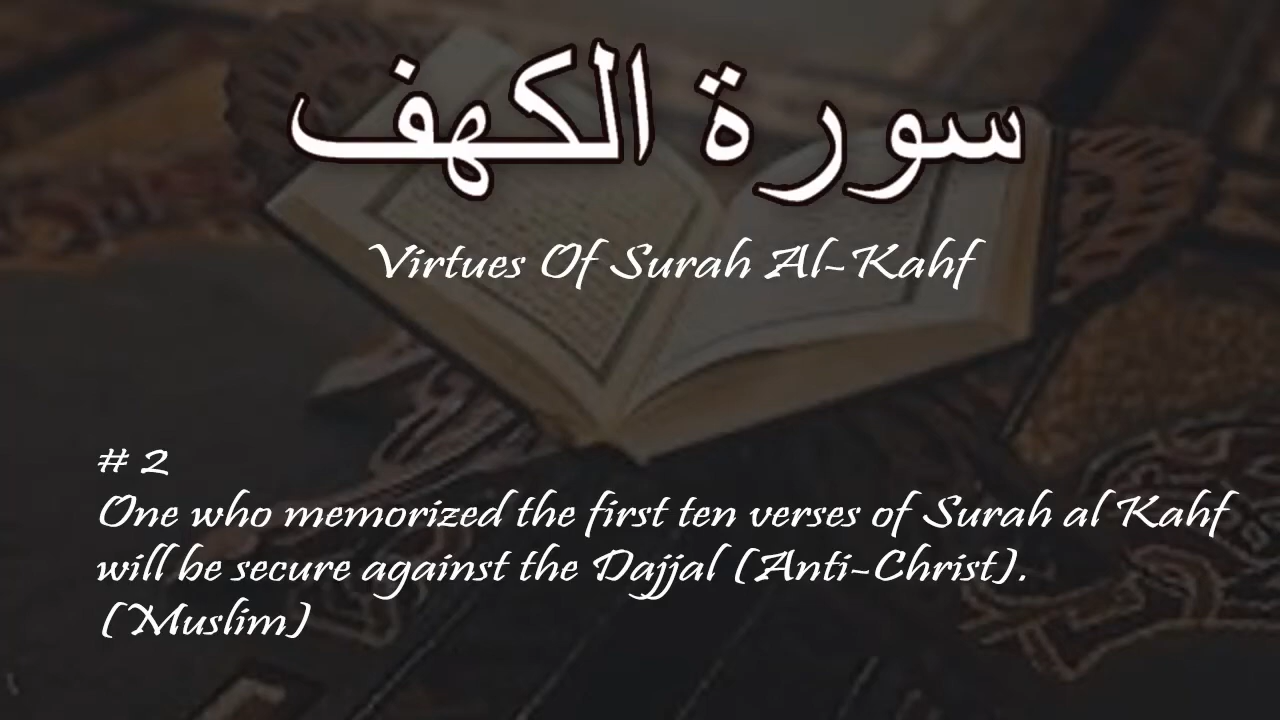 سورة الكهف
Virtues Of Surah Al-Kahf
# 2
One who memorized the first ten verses of Surah al Kahf
will be secure against the Dajjal (Anti-Christ).
(Muslim)